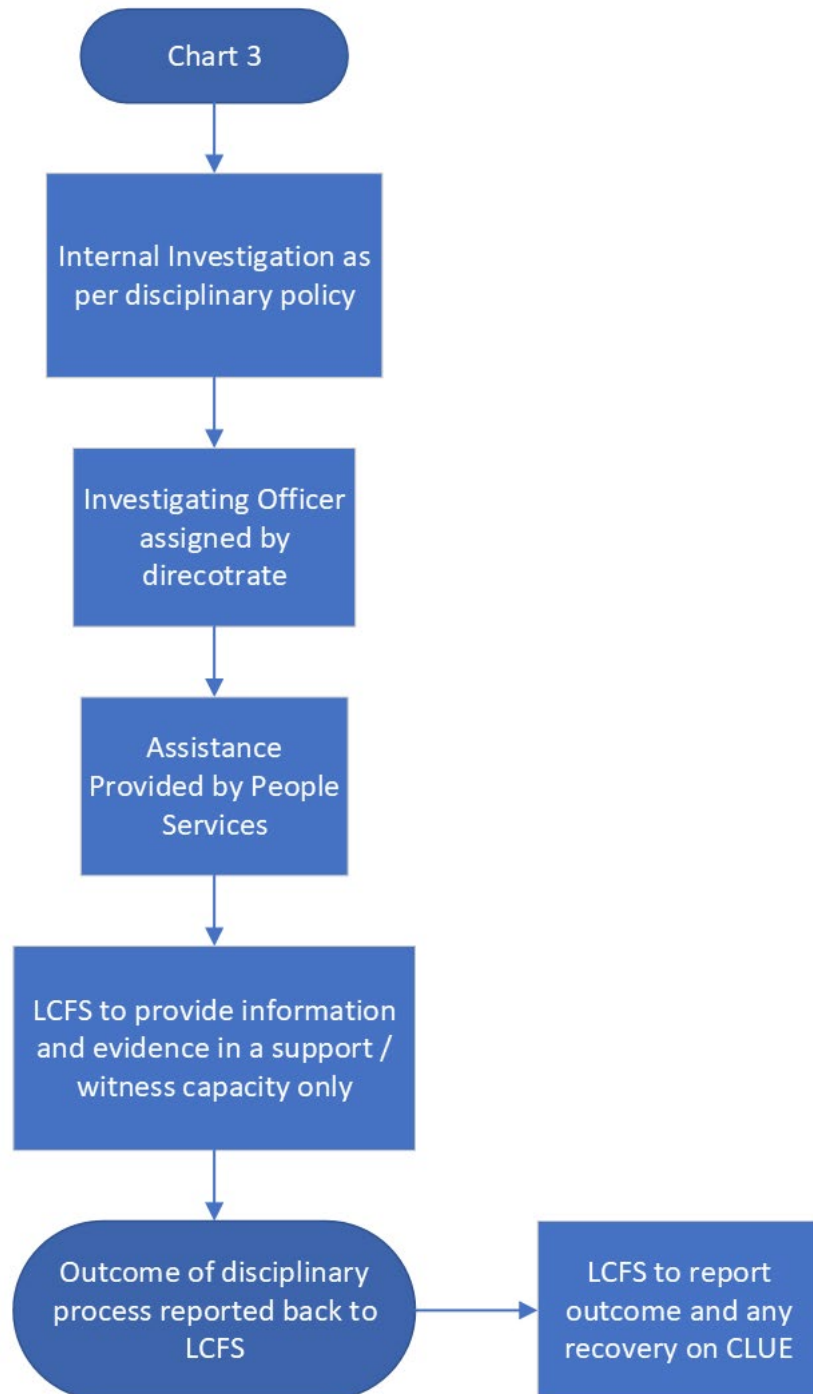 Chart 3
Internal Investigation as
per disciplinary policy
Investigating Officer
assigned by
direcotrate
Assistance
Provided by People
Services
LCFS to provide information
and evidence in a support /
witness capacity only
Outcome of disciplinary
process reported back to
LCFS
LCFS to report
outcome and any
recovery on CLUE